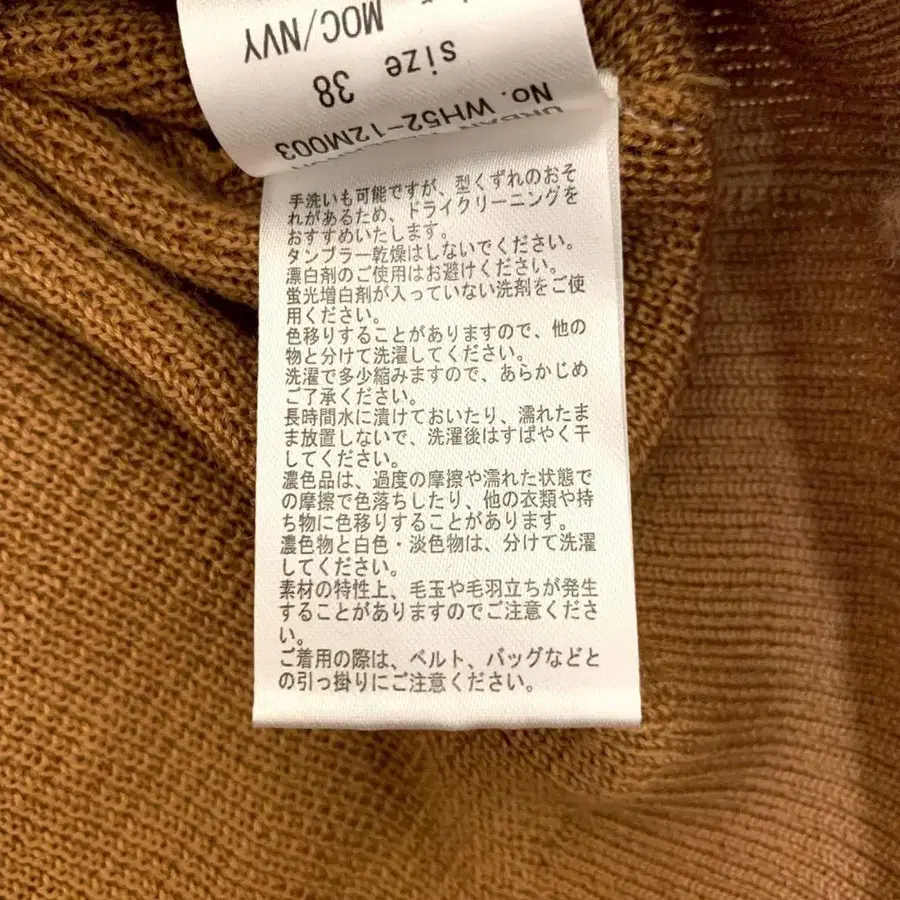 MOC/NVY
size 38
No. WH52-12M003
URBAN
手洗いも可能ですが、型くずれのおそ
れがあるため、ドライクリーニングを
おすすめいたします。
タンブラー乾燥はしないでください。
漂白剤のご使用はお避けください。
蛍光増白剤が入っていない洗剤をご使
用ください。
色移りすることがありますので、他の
物と分けて洗濯してください。
洗濯で多少縮みますので、あらかじめ
ご了承ください。
長時間水に漬けておいたり、濡れたま
ま放置しないで、洗濯後はすばやく干
してください。
濃色品は、過度の摩擦や濡れた状態で
の摩擦で色落ちしたり、他の衣類や持
ち物に色移りすることがあります。
濃色物と白色・淡色物は、分けて洗濯
してください。
素材の特性上、毛玉や毛羽立ちが発生
することがありますのでご注意くださ
い。
ご着用の際は、ベルト、バッグなどと
の引っ掛りにご注意ください。